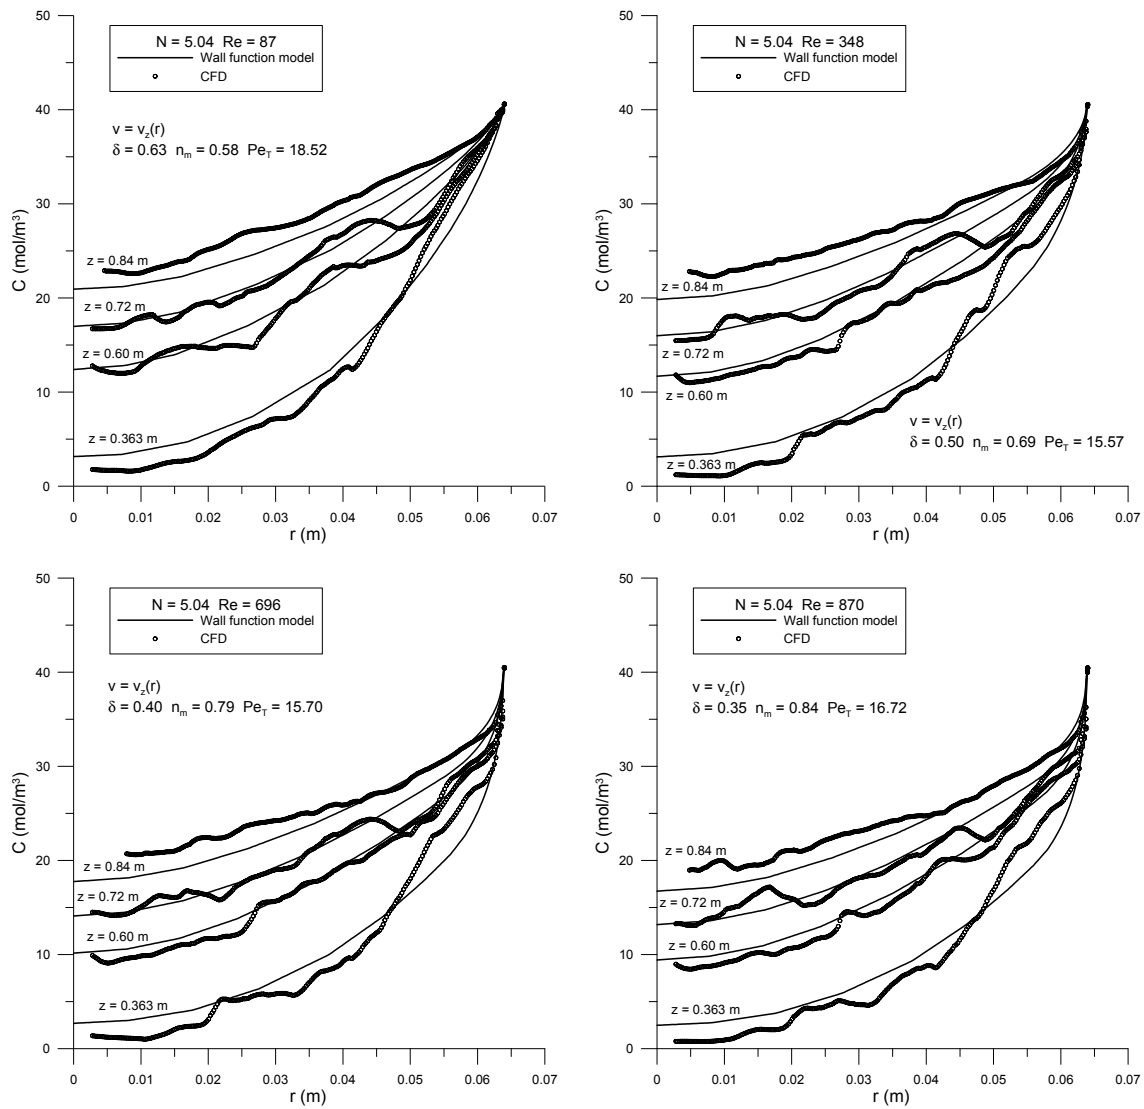 50
40
30
20
10
0
C (mol/m³)
N = 5.04 Re = 87
Wall function model
CFD
v = v_z(r)
δ = 0.63 n_m = 0.58 Pe_T = 18.52
z = 0.84 m
z = 0.72 m
z = 0.60 m
z = 0.363 m
0 0.01 0.02 0.03 0.04 0.05 0.06 0.07
r (m)
50
40
30
20
10
0
C (mol/m³)
N = 5.04 Re = 348
Wall function model
CFD
z = 0.84 m
z = 0.72 m
z = 0.60 m
v = v_z(r)
δ = 0.50 n_m = 0.69 Pe_T = 15.57
z = 0.363 m
0 0.01 0.02 0.03 0.04 0.05 0.06 0.07
r (m)
50
40
30
20
10
0
C (mol/m³)
N = 5.04 Re = 696
Wall function model
CFD
v = v_z(r)
δ = 0.40 n_m = 0.79 Pe_T = 15.70
z = 0.84 m
z = 0.72 m
z = 0.60 m
z = 0.363 m
0 0.01 0.02 0.03 0.04 0.05 0.06 0.07
r (m)
50
40
30
20
10
0
C (mol/m³)
N = 5.04 Re = 870
Wall function model
CFD
v = v_z(r)
δ = 0.35 n_m = 0.84 Pe_T = 16.72
z = 0.84 m
z = 0.72 m
z = 0.60 m
z = 0.363 m
0 0.01 0.02 0.03 0.04 0.05 0.06 0.07
r (m)